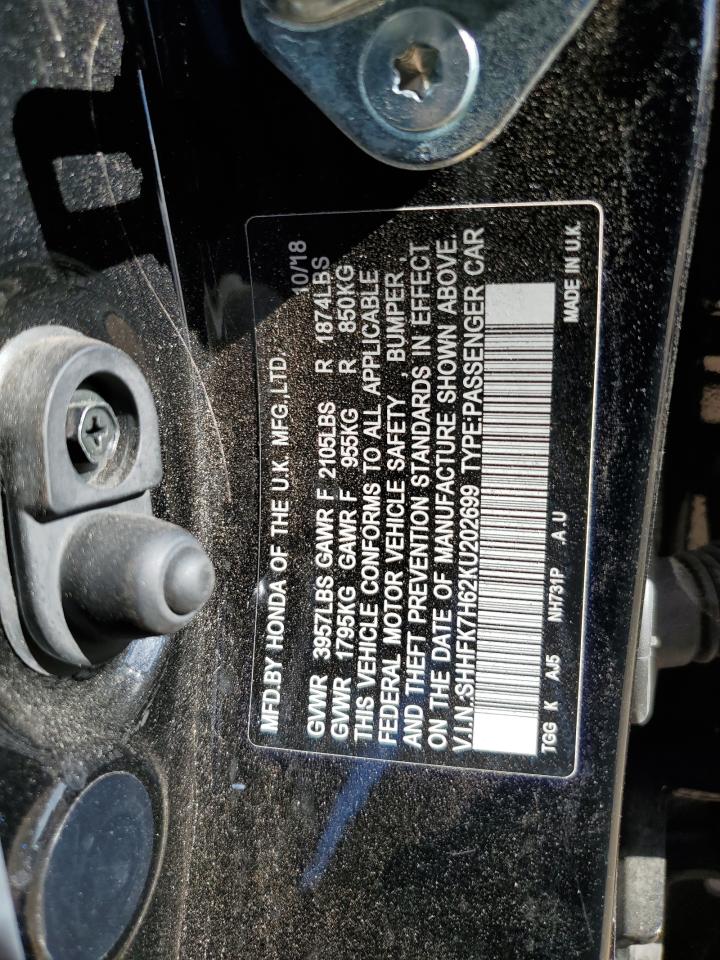 MFD.BY HONDA OF THE U.K. MFG.,LTD. 10/18
GVWR 3957LBS GAWR F 2105LBS R 1874LBS
GVWR 1795KG GAWR F 955KG R 850KG
THIS VEHICLE CONFORMS TO ALL APPLICABLE
FEDERAL MOTOR VEHICLE SAFETY , BUMPER ,
AND THEFT PREVENTION STANDARDS IN EFFECT
ON THE DATE OF MANUFACTURE SHOWN ABOVE.
V.I.N.:SHHFK7H62KU202699 TYPE:PASSENGER CAR
TGG K AJ5 NH731P A.U MADE IN U.K.